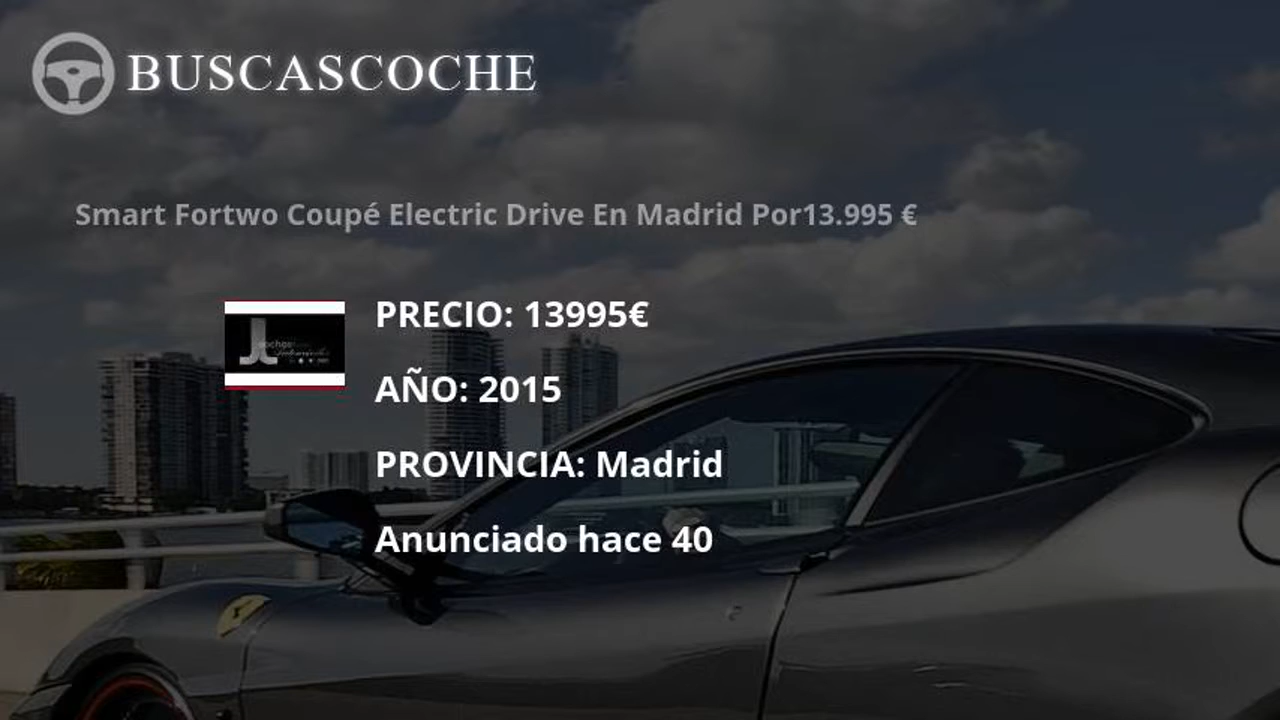 BUSCASCOCHE
Smart Fortwo Coupé Electric Drive En Madrid Por13.995 €
PRECIO: 13995€
AÑO: 2015
PROVINCIA: Madrid
Anunciado hace 40